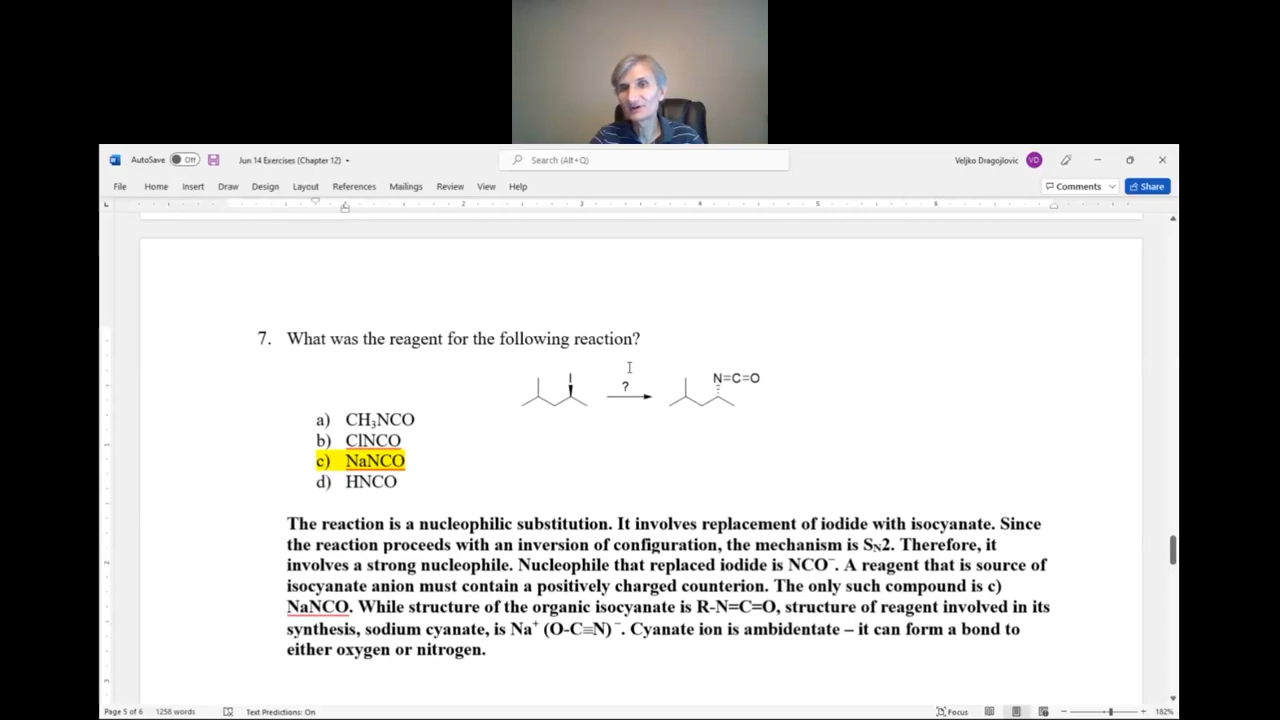 AutoSave Off Jun 14 Exercises (Chapter 12) Search (Alt+Q) Veljko Dragojlovic VD
File Home Insert Draw Design Layout References Mailings Review View Help Comments Share
2 3 4 5 6
7. What was the reagent for the following reaction?
I N=C=O
?
a) CH₃NCO
b) ClNCO
c) NaNCO
d) HNCO
The reaction is a nucleophilic substitution. It involves replacement of iodide with isocyanate. Since
the reaction proceeds with an inversion of configuration, the mechanism is SN2. Therefore, it
involves a strong nucleophile. Nucleophile that replaced iodide is NCO⁻. A reagent that is source of
isocyanate anion must contain a positively charged counterion. The only such compound is c)
NaNCO. While structure of the organic isocyanate is R-N=C=O, structure of reagent involved in its
synthesis, sodium cyanate, is Na⁺ (O-C≡N)⁻. Cyanate ion is ambidentate – it can form a bond to
either oxygen or nitrogen.
Page 5 of 6 1258 words Text Predictions: On Focus 182%